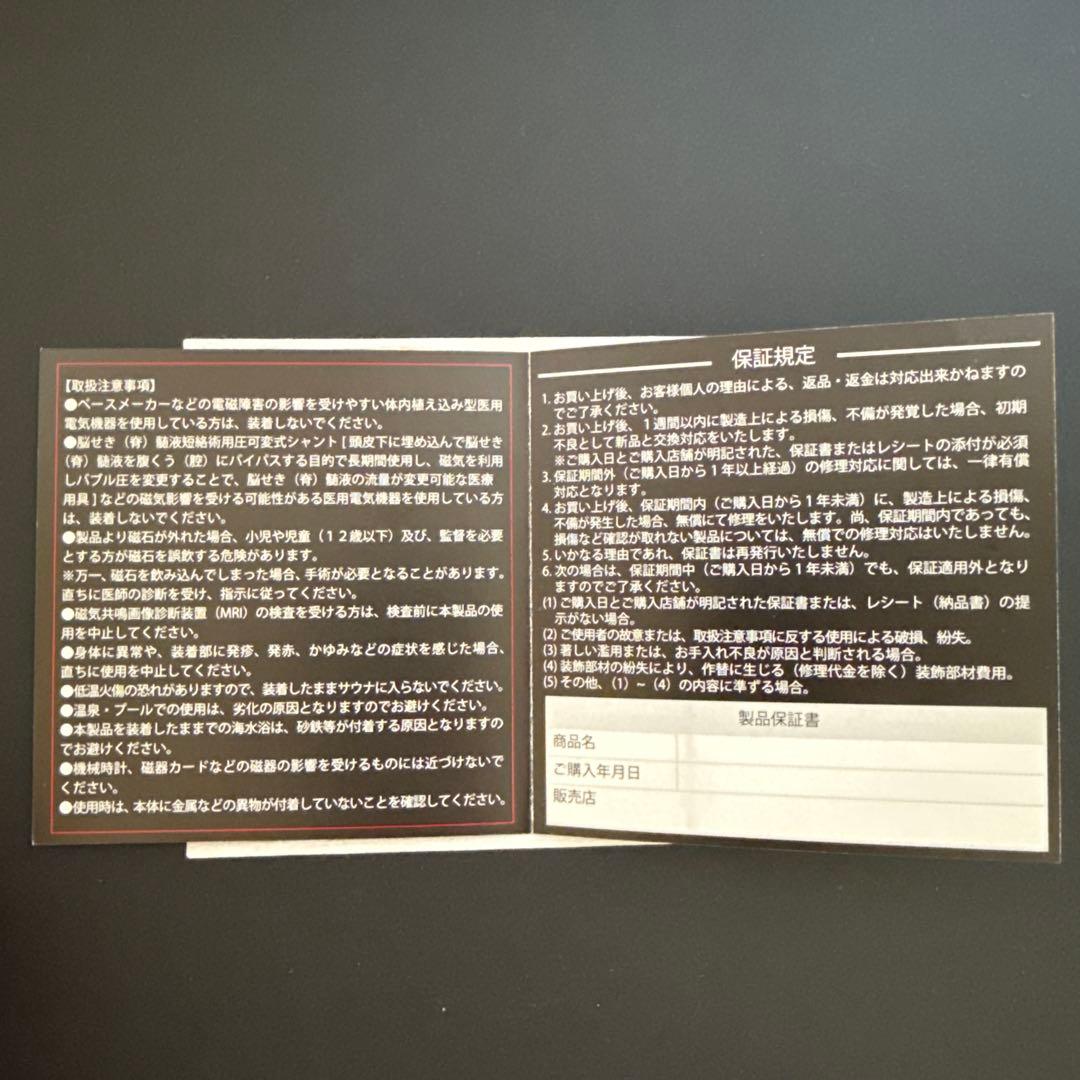 【取扱注意事項】
●ペースメーカーなどの電磁障害の影響を受けやすい体内植え込み型医用
電気機器を使用している方は、装着しないでください。
●脳せき（脊）髄液短絡術用圧可変式シャント[頭皮下に埋め込んで脳せき
（脊）髄液を腹くう（腔）にバイパスする目的で長期間使用し、磁気を利用
しバブル圧を変更することで、脳せき（脊）髄液の流量が変更可能な医療
用具]などの磁気影響を受ける可能性がある医用電気機器を使用している方
は、装着しないでください。
●製品より磁石が外れた場合、小児や児童（１２歳以下）及び、監督を必要
とする方が磁石を誤飲する危険があります。
※万一、磁石を飲み込んでしまった場合、手術が必要となることがあります。
直ちに医師の診断を受け、指示に従ってください。
●磁気共鳴画像診断装置（MRI）の検査を受ける方は、検査前に本製品の使
用を中止してください。
●身体に異常や、装着部に発疹、発赤、かゆみなどの症状を感じた場合、
直ちに使用を中止してください。
●低温火傷の恐れがありますので、装着したままサウナに入らないでください。
●温泉・プールでの使用は、劣化の原因となりますのでお避けください。
●本製品を装着したままでの海水浴は、砂鉄等が付着する原因となりますの
でお避けください。
●機械時計、磁器カードなどの磁器の影響を受けるものには近づけないで
ください。
●使用時は、本体に金属などの異物が付着していないことを確認してください。
保証規定
1. お買い上げ後、お客様個人の理由による、返品・返金は対応出来かねますの
でご了承ください。
2. お買い上げ後、１週間以内に製造上による損傷、不備が発覚した場合、初期
不良として新品と交換対応をいたします。
※ご購入日とご購入店舗が明記された、保証書またはレシートの添付が必須
3. 保証期間外（ご購入日から１年以上経過）の修理対応に関しては、一律有償
対応となります。
4. お買い上げ後、保証期間内（ご購入日から１年未満）に、製造上による損傷、
不備が発生した場合、無償にて修理をいたします。尚、保証期間内であっても、
損傷など確認が取れない製品については、無償での修理対応はいたしません。
5. いかなる理由であれ、保証書は再発行いたしません。
6. 次の場合は、保証期間中（ご購入日から１年未満）でも、保証適用外となり
ますのでご了承ください。
(1) ご購入日とご購入店舗が明記された保証書または、レシート（納品書）の提
示がない場合。
(2) ご使用者の故意または、取扱注意事項に反する使用による破損、紛失。
(3) 著しい濫用または、お手入れ不良が原因と判断される場合。
(4) 装飾部材の紛失により、作替に生じる（修理代金を除く）装飾部材費用。
(5) その他、（1）～（4）の内容に準ずる場合。
製品保証書
商品名
ご購入年月日
販売店